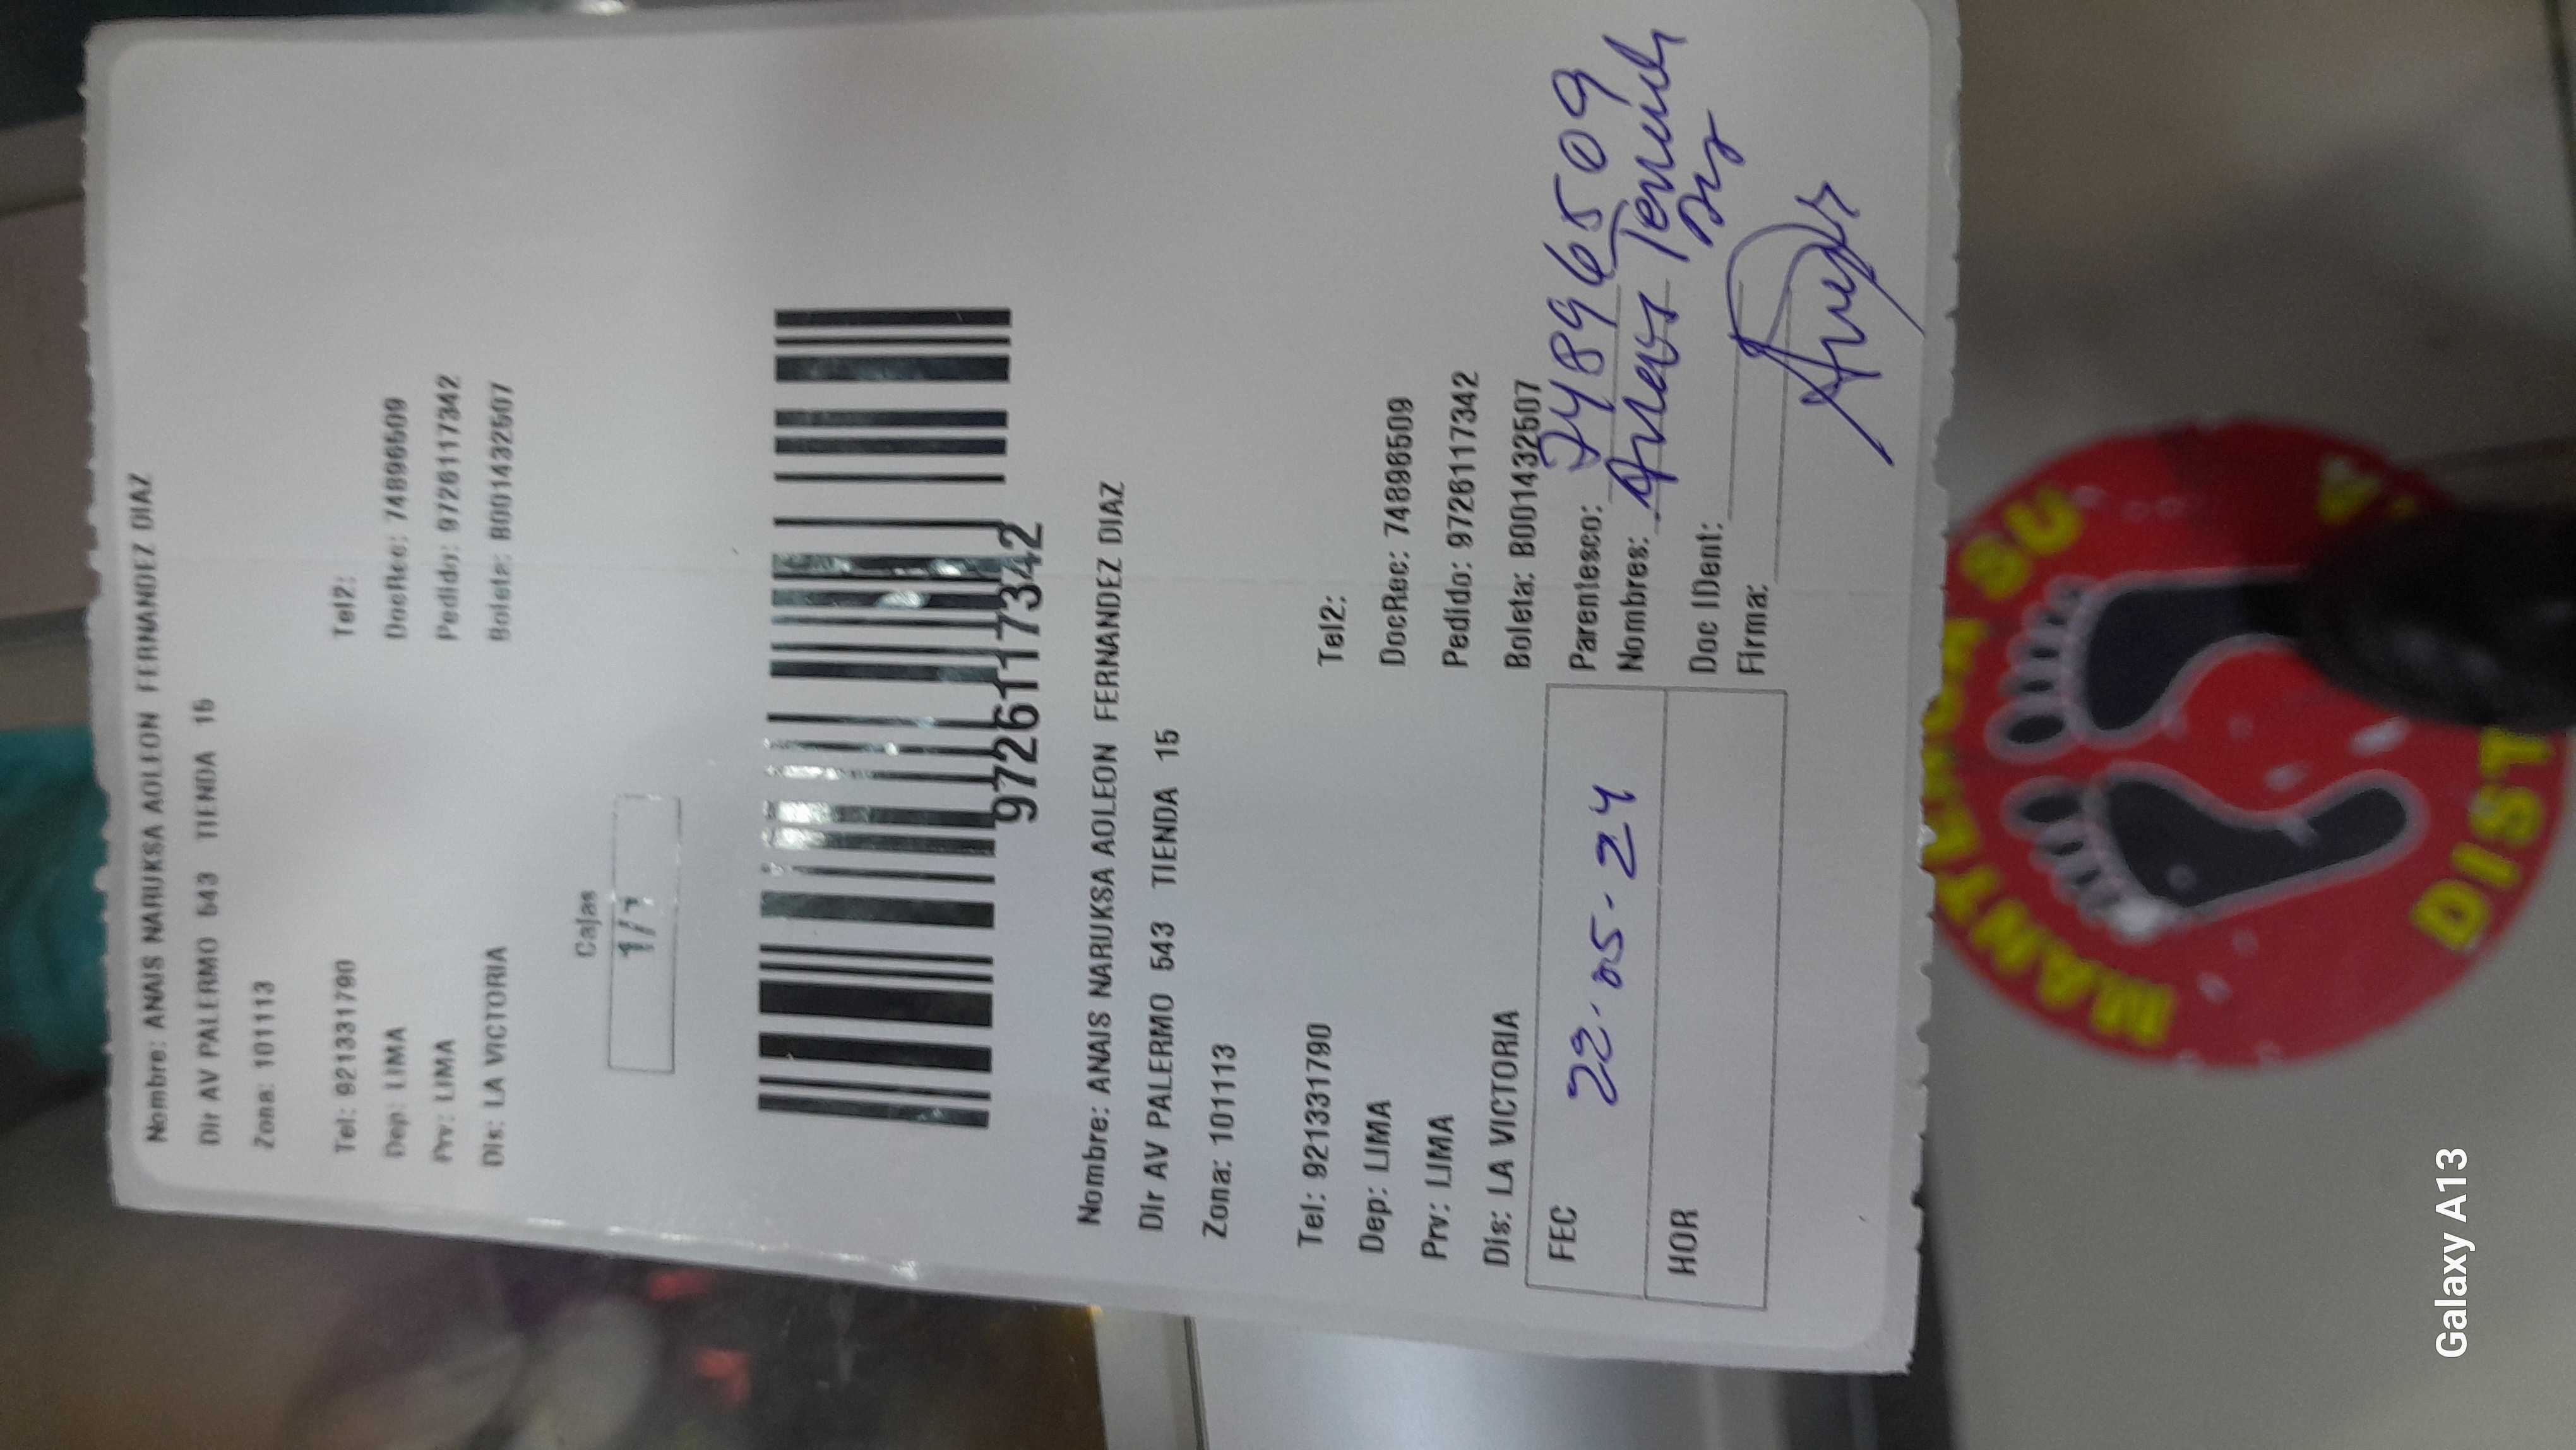 Nombre: ANAIS NARUKSA AOLEON FERNANDEZ DIAZ
Dir AV PALERMO 543 TIENDA 15
Zona: 101113
Tel: 921331790 Tel2:
Dep: LIMA DocRec: 74896509
Prv: LIMA Pedido: 9726117342
Dis: LA VICTORIA Boleta: B001432507
Cajas
1/1
9726117342
Nombre: ANAIS NARUKSA AOLEON FERNANDEZ DIAZ
Dir AV PALERMO 543 TIENDA 15
Zona: 101113
Tel: 921331790 Tel2:
Dep: LIMA DocRec: 74896509
Prv: LIMA Pedido: 9726117342
Dis: LA VICTORIA Boleta: B001432507
FEC 22-05-24 Parentesco: 74896509
Nombres:
HOR Doc IDent:
Firma:
MANTENGA SU
DIST
Galaxy A13